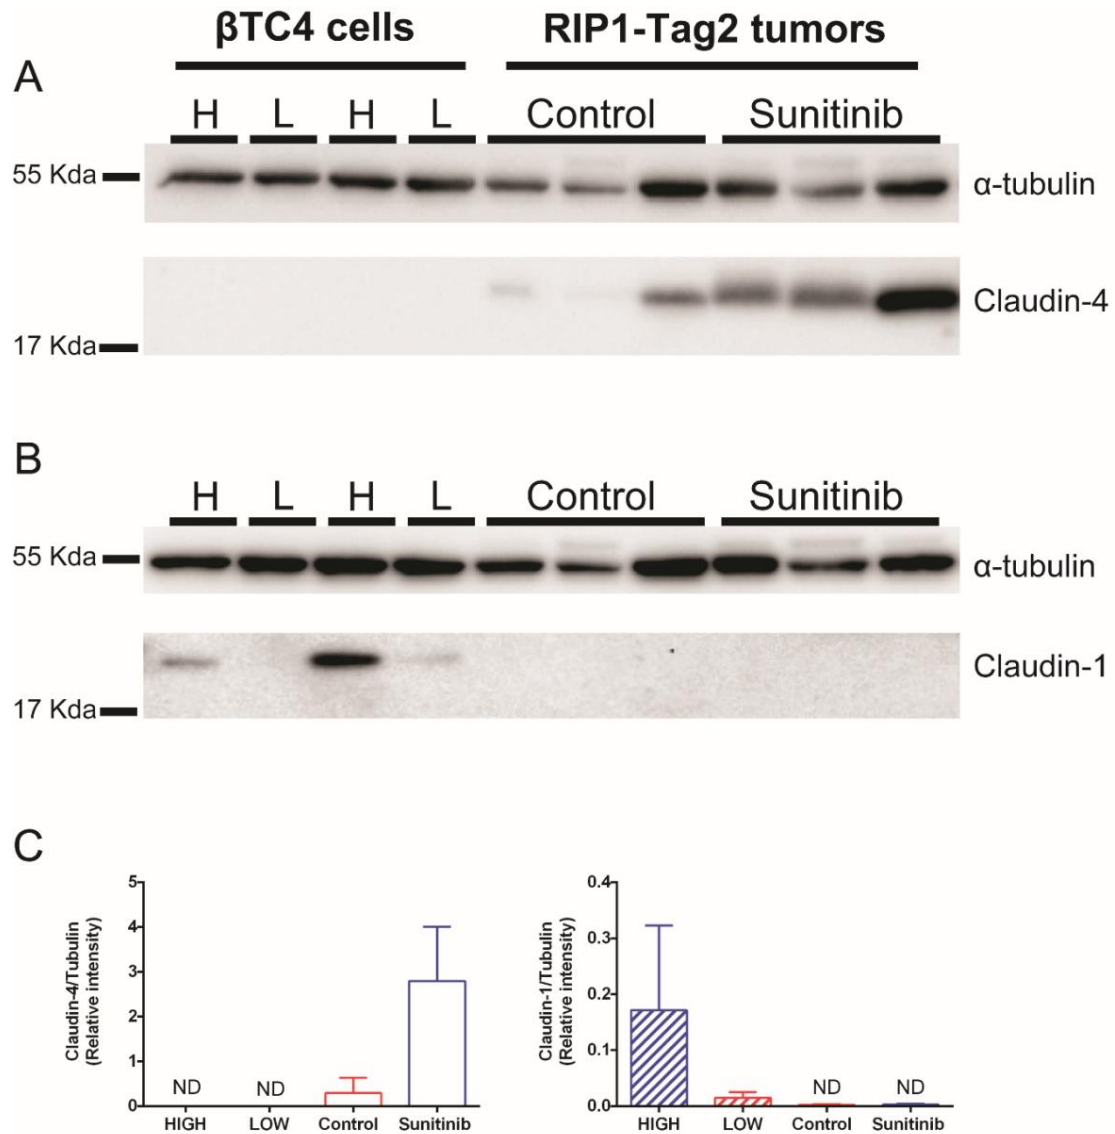 βTC4 cells RIP1-Tag2 tumors
A
H L H L Control Sunitinib
55 Kda α-tubulin
Claudin-4
17 Kda
B
H L H L Control Sunitinib
55 Kda α-tubulin
Claudin-1
17 Kda
C
Claudin-4/Tubulin
(Relative intensity)
5
4
3
2
1
0
ND ND
HIGH LOW Control Sunitinib
Claudin-1/Tubulin
(Relative intensity)
0.4
0.3
0.2
0.1
0.0
ND ND
HIGH LOW Control Sunitinib